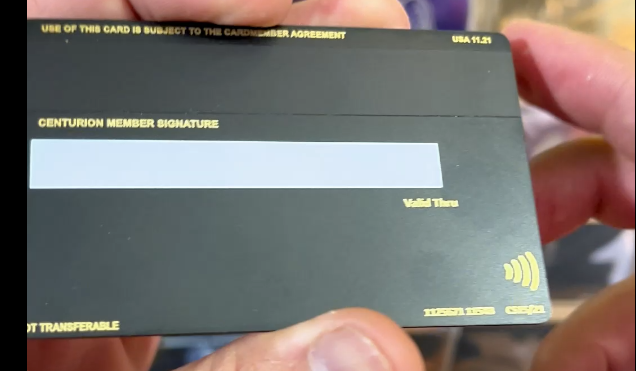 USE OF THIS CARD IS SUBJECT TO THE CARDMEMBER AGREEMENT
USA 11.21
CENTURION MEMBER SIGNATURE
Valid Thru
OT TRANSFERABLE